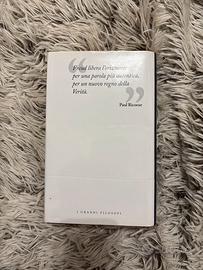 “
Freud libera l'orizzonte
per una parola più autentica,
per un nuovo regno della
Verità.
”
Paul Ricoeur
I GRANDI FILOSOFI